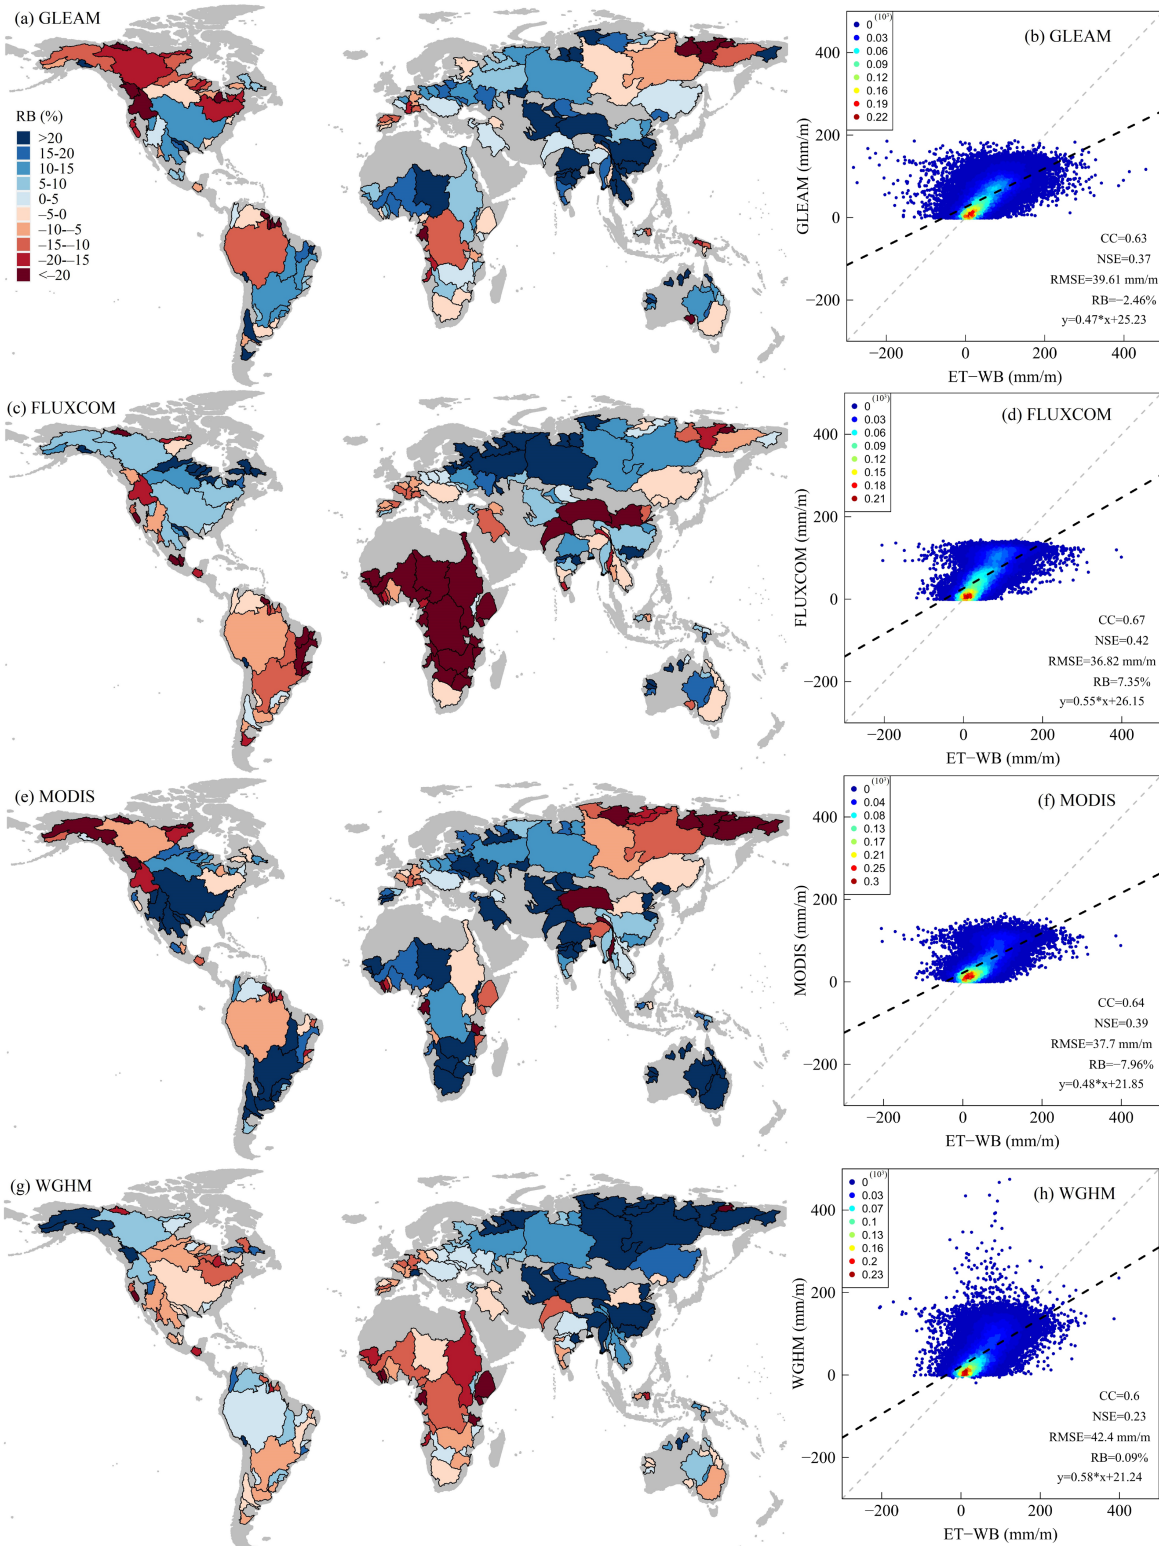 (a) GLEAM
RB (%)
>20
15-20
10-15
5-10
0-5
−5-0
−10-−5
−15-−10
−20-−15
<−20
(b) GLEAM
(10³)
0
0.03
0.06
0.09
0.12
0.16
0.19
0.22
400
200
0
−200
GLEAM (mm/m)
CC=0.63
NSE=0.37
RMSE=39.61 mm/m
RB=−2.46%
y=0.47*x+25.23
−200
0
200
400
ET−WB (mm/m)
(c) FLUXCOM
(d) FLUXCOM
(10³)
0
0.03
0.06
0.09
0.12
0.15
0.18
0.21
400
200
0
−200
FLUXCOM (mm/m)
CC=0.67
NSE=0.42
RMSE=36.82 mm/m
RB=7.35%
y=0.55*x+26.15
−200
0
200
400
ET−WB (mm/m)
(e) MODIS
(f) MODIS
(10³)
0
0.04
0.08
0.13
0.17
0.21
0.25
0.3
400
200
0
−200
MODIS (mm/m)
CC=0.64
NSE=0.39
RMSE=37.7 mm/m
RB=−7.96%
y=0.48*x+21.85
−200
0
200
400
ET−WB (mm/m)
(g) WGHM
(h) WGHM
(10³)
0
0.03
0.07
0.1
0.13
0.16
0.2
0.23
400
200
0
−200
WGHM (mm/m)
CC=0.6
NSE=0.23
RMSE=42.4 mm/m
RB=0.09%
y=0.58*x+21.24
−200
0
200
400
ET−WB (mm/m)